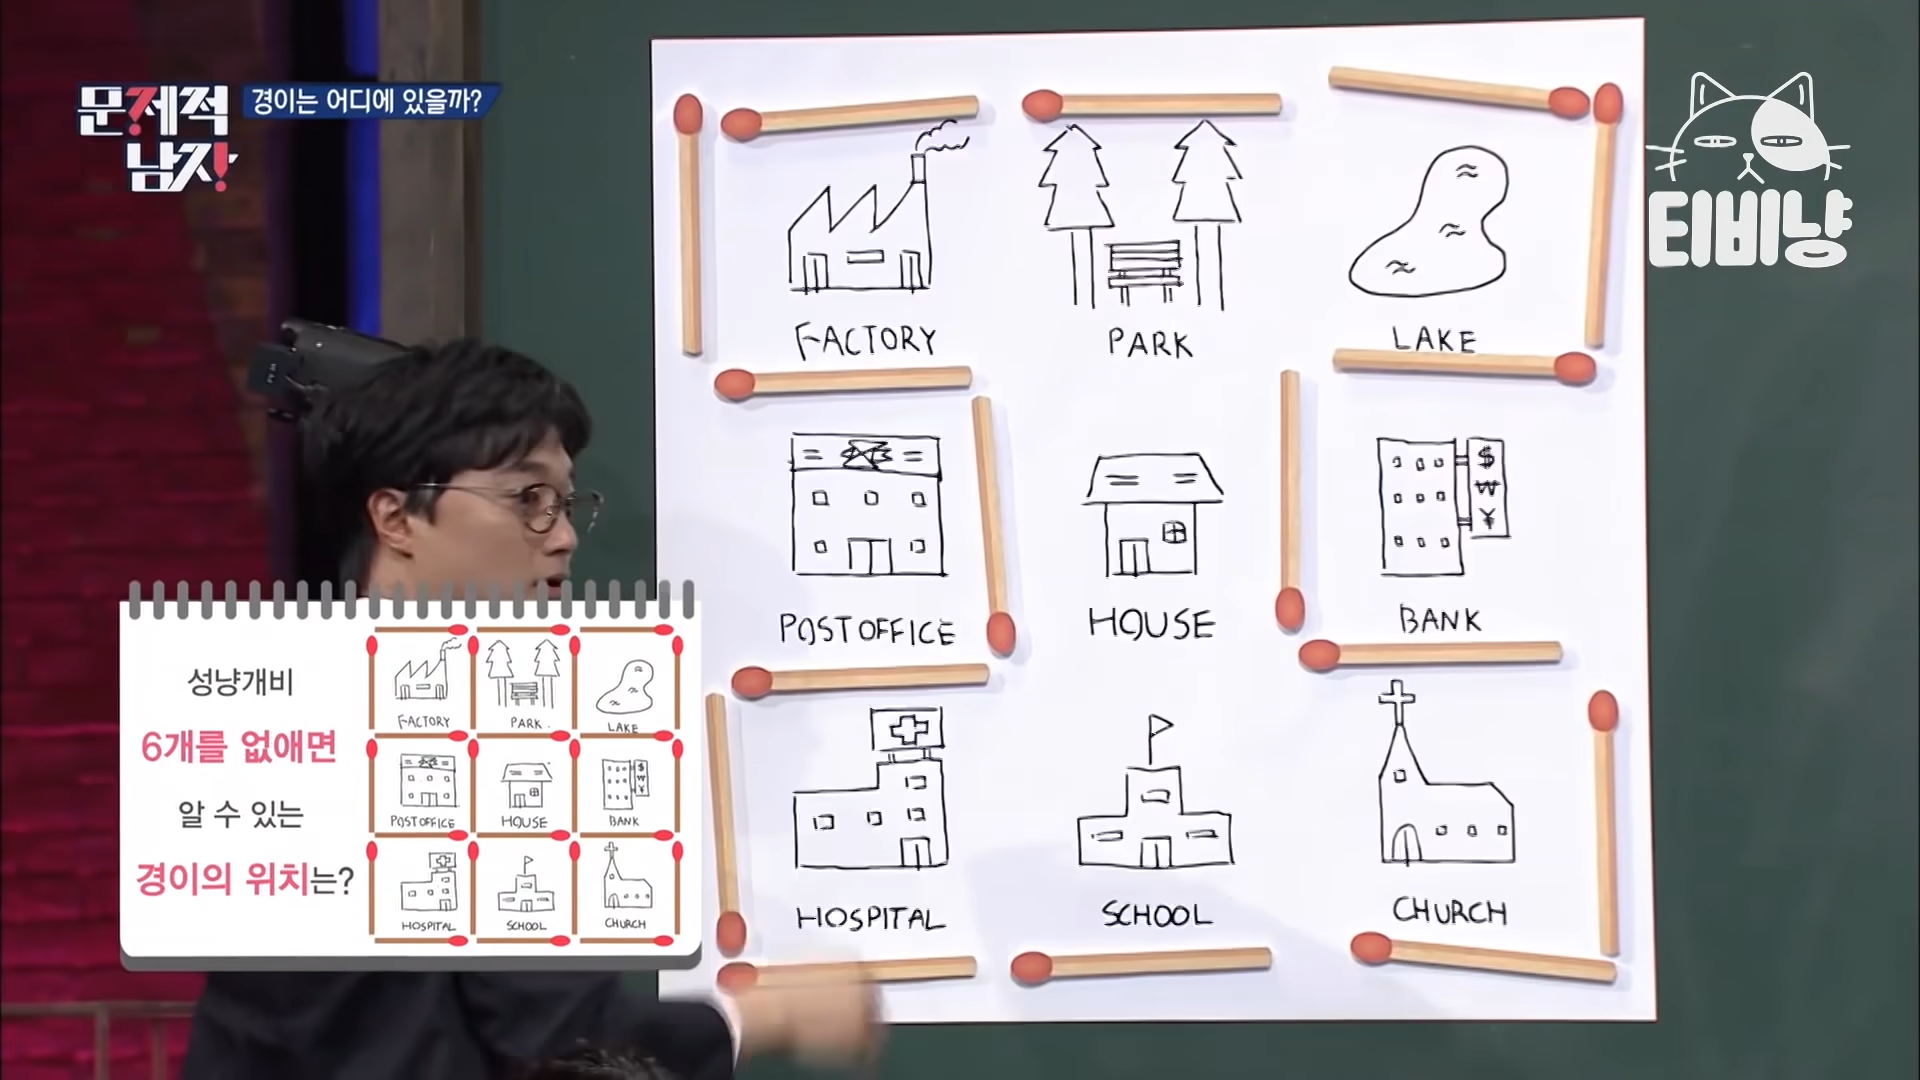 문제적
남자
경이는 어디에 있을까?
티비냥
FACTORY
PARK
LAKE
POSTOFFICE
HOUSE
BANK
$
₩
¥
HOSPITAL
SCHOOL
CHURCH
성냥개비
6개를 없애면
알 수 있는
경이의 위치는?
FACTORY
PARK.
LAKE
POSTOFFICE
HOUSE
BANK
$
₩
¥
HOSPITAL
SCHOOL
CHURCH